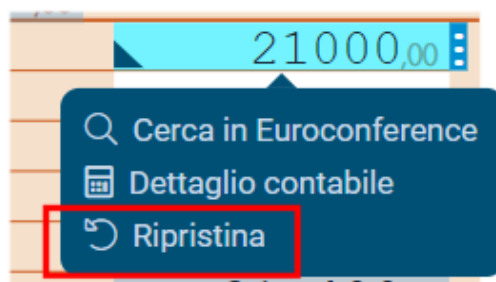 21000,00
Cerca in Euroconference
Dettaglio contabile
Ripristina